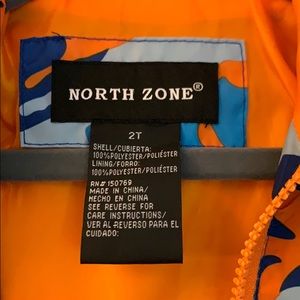 NORTH ZONE®
2T
SHELL/CUBIERTA:
100%POLYESTER/POLIÉSTER
LINING/FORRO:
100%POLYESTER/POLIÉSTER
RN# 150769
MADE IN CHINA/
HECHO EN CHINA
SEE REVERSE FOR
CARE INSTRUCTIONS/
VER AL REVERSO PARA EL
CUIDADO: